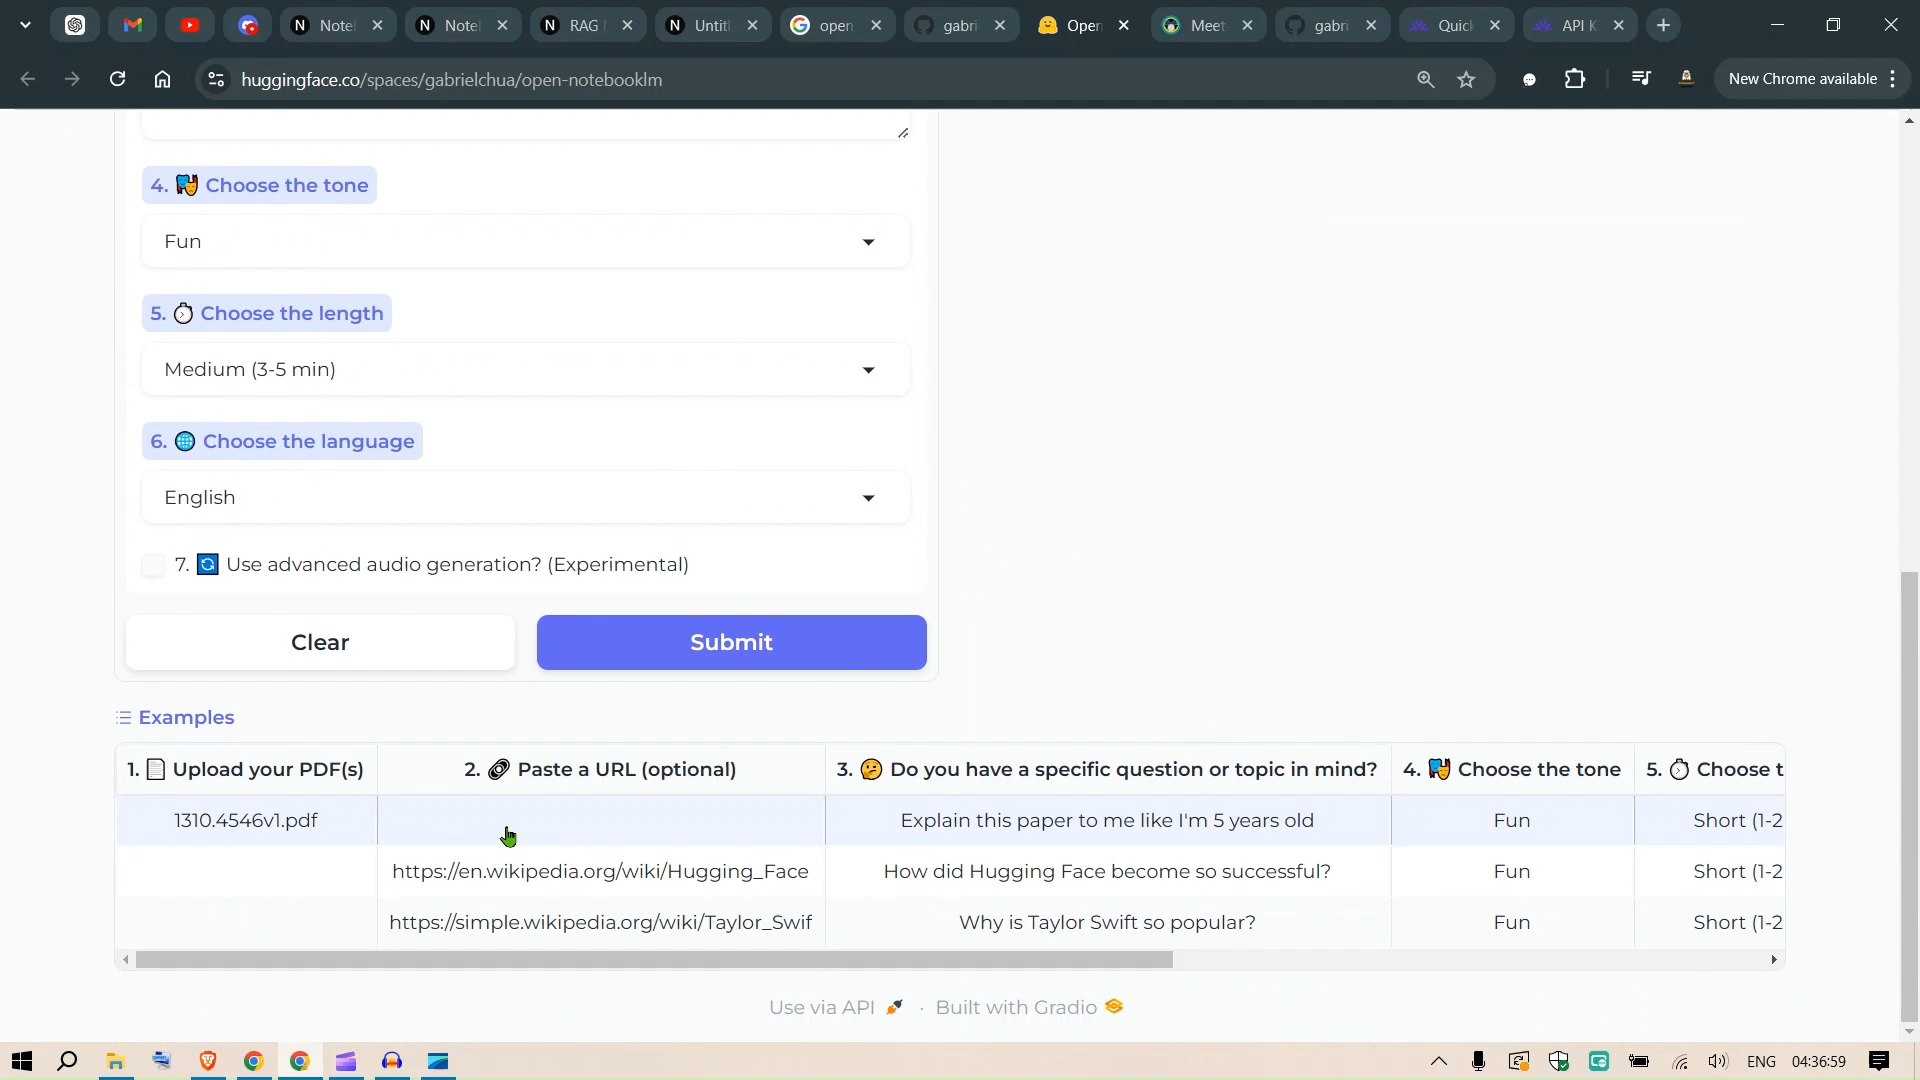 Note
Note
RAG
Untit
open
gabri
Open
Meet
gabri
Quick
API K
huggingface.co/spaces/gabrielchua/open-notebooklm
New Chrome available
4. 🎭 Choose the tone
Fun
5. ⏱ Choose the length
Medium (3-5 min)
6. 🌐 Choose the language
English
7. 🔄 Use advanced audio generation? (Experimental)
Clear
Submit
Examples
1. 📄 Upload your PDF(s)
2. 🔗 Paste a URL (optional)
3. 🤔 Do you have a specific question or topic in mind?
4. 🎭 Choose the tone
5. ⏱ Choose t
1310.4546v1.pdf
Explain this paper to me like I'm 5 years old
Fun
Short (1-2
https://en.wikipedia.org/wiki/Hugging_Face
How did Hugging Face become so successful?
Fun
Short (1-2
https://simple.wikipedia.org/wiki/Taylor_Swif
Why is Taylor Swift so popular?
Fun
Short (1-2
Use via API 🚀 · Built with Gradio
ENG
04:36:59